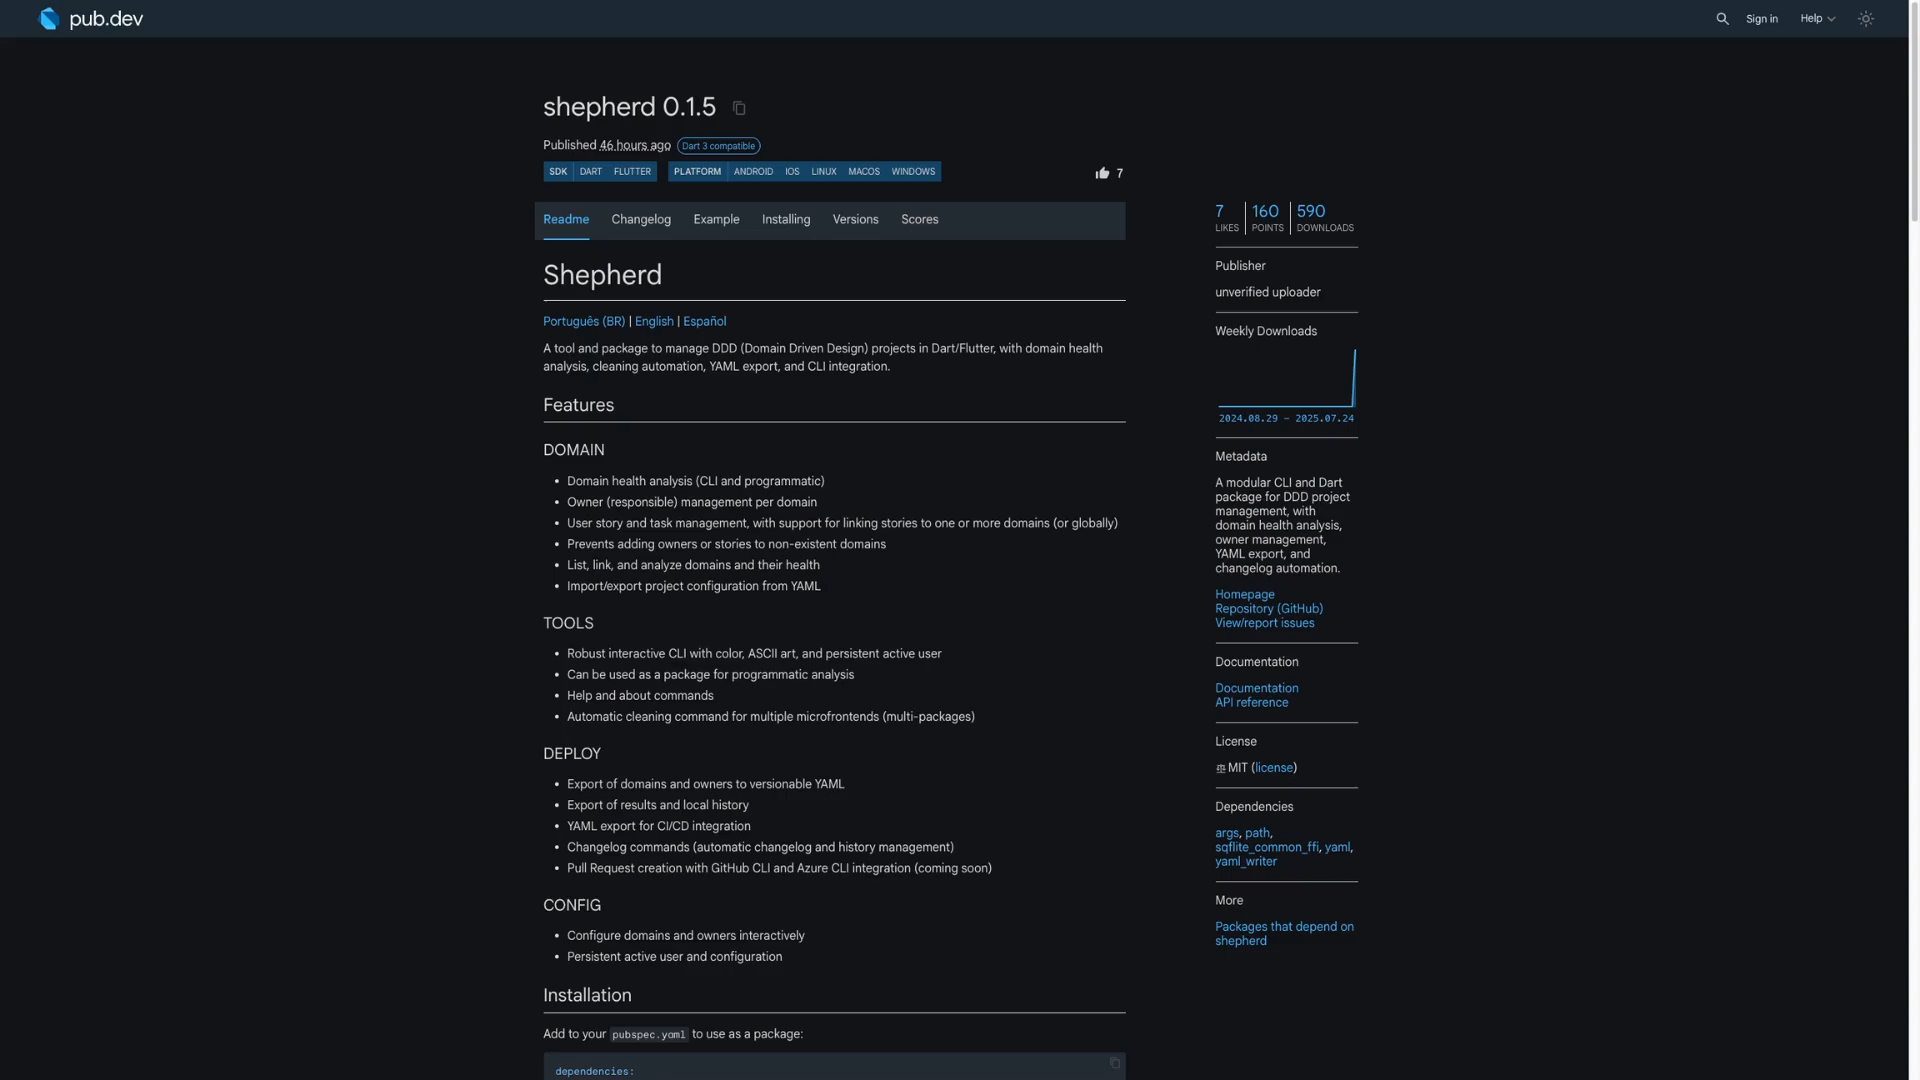 pub.dev
Sign in
Help
shepherd 0.1.5
Published 46 hours ago Dart 3 compatible
SDK DART FLUTTER PLATFORM ANDROID IOS LINUX MACOS WINDOWS
7
Readme Changelog Example Installing Versions Scores
Shepherd
Português (BR) | English | Español
A tool and package to manage DDD (Domain Driven Design) projects in Dart/Flutter, with domain health
analysis, cleaning automation, YAML export, and CLI integration.
Features
DOMAIN
• Domain health analysis (CLI and programmatic)
• Owner (responsible) management per domain
• User story and task management, with support for linking stories to one or more domains (or globally)
• Prevents adding owners or stories to non-existent domains
• List, link, and analyze domains and their health
• Import/export project configuration from YAML
TOOLS
• Robust interactive CLI with color, ASCII art, and persistent active user
• Can be used as a package for programmatic analysis
• Help and about commands
• Automatic cleaning command for multiple microfrontends (multi-packages)
DEPLOY
• Export of domains and owners to versionable YAML
• Export of results and local history
• YAML export for CI/CD integration
• Changelog commands (automatic changelog and history management)
• Pull Request creation with GitHub CLI and Azure CLI integration (coming soon)
CONFIG
• Configure domains and owners interactively
• Persistent active user and configuration
Installation
Add to your pubspec.yaml to use as a package:
dependencies:
7 160 590
LIKES POINTS DOWNLOADS
Publisher
unverified uploader
Weekly Downloads
2024.08.29 - 2025.07.24
Metadata
A modular CLI and Dart
package for DDD project
management, with
domain health analysis,
owner management,
YAML export, and
changelog automation.
Homepage
Repository (GitHub)
View/report issues
Documentation
Documentation
API reference
License
MIT (license)
Dependencies
args, path,
sqflite_common_ffi, yaml,
yaml_writer
More
Packages that depend on
shepherd